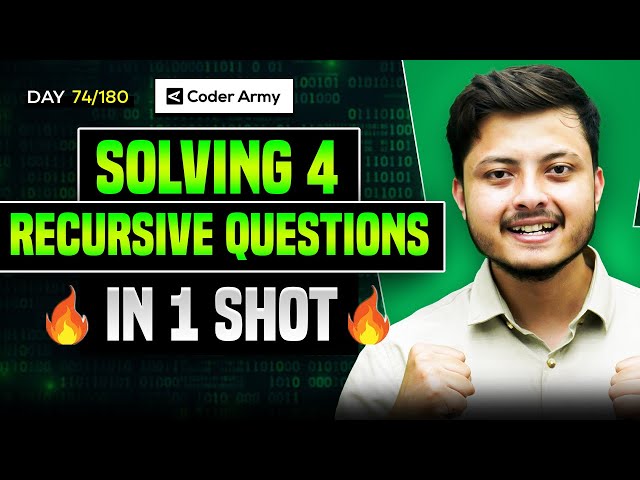 DAY 74/180
Coder Army
SOLVING 4
RECURSIVE QUESTIONS
IN 1 SHOT